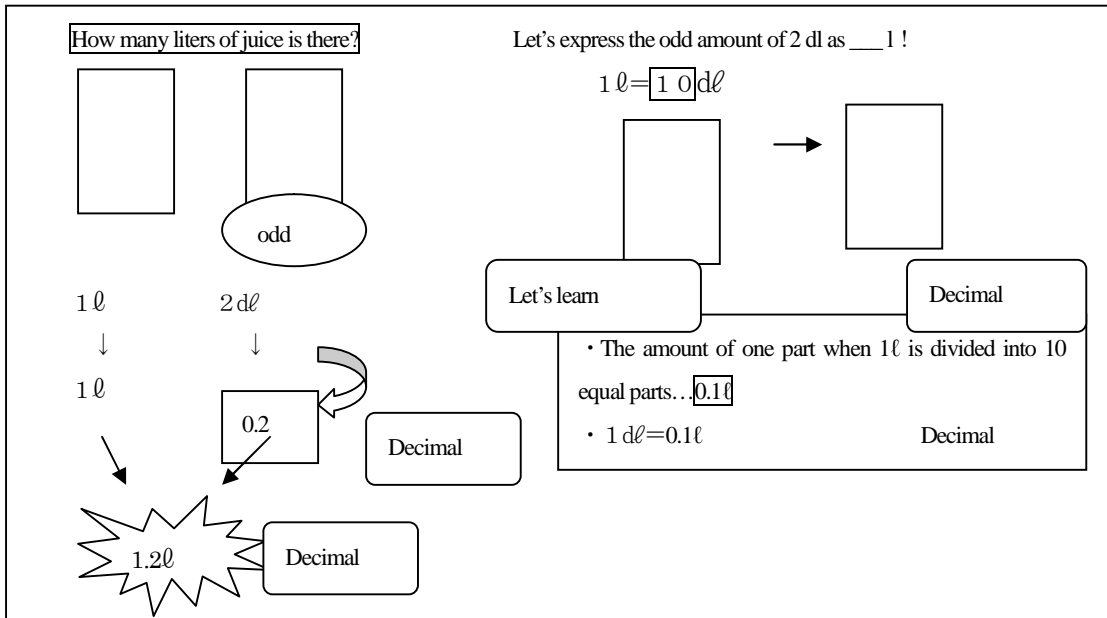 How many liters of juice is there?
odd
1ℓ 2dℓ
↓ ↓
1ℓ
0.2
Decimal
1.2ℓ
Decimal
Let’s express the odd amount of 2 dl as ___ l !
1ℓ=10dℓ
Let’s learn
Decimal
・The amount of one part when 1ℓ is divided into 10
equal parts…0.1ℓ
・1dℓ=0.1ℓ Decimal